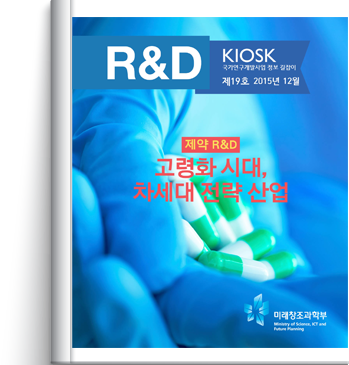 R&D
KIOSK
국가연구개발사업 정보 길잡이
제19호 2015년 12월
제약 R&D
고령화 시대,
차세대 전략 산업
미래창조과학부
Ministry of Science, ICT and
Future Planning